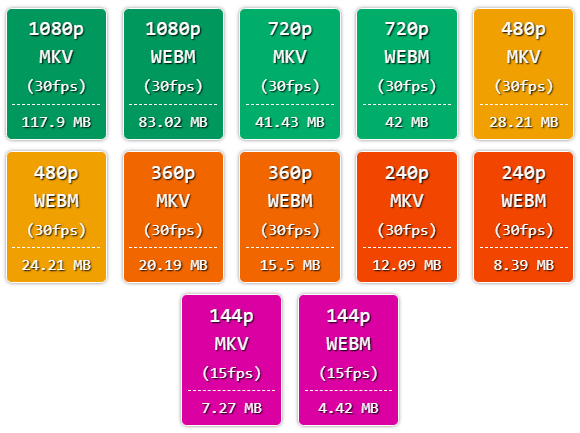 1080p
MKV
(30fps)
117.9 MB
1080p
WEBM
(30fps)
83.02 MB
720p
MKV
(30fps)
41.43 MB
720p
WEBM
(30fps)
42 MB
480p
MKV
(30fps)
28.21 MB
480p
WEBM
(30fps)
24.21 MB
360p
MKV
(30fps)
20.19 MB
360p
WEBM
(30fps)
15.5 MB
240p
MKV
(30fps)
12.09 MB
240p
WEBM
(30fps)
8.39 MB
144p
MKV
(15fps)
7.27 MB
144p
WEBM
(15fps)
4.42 MB